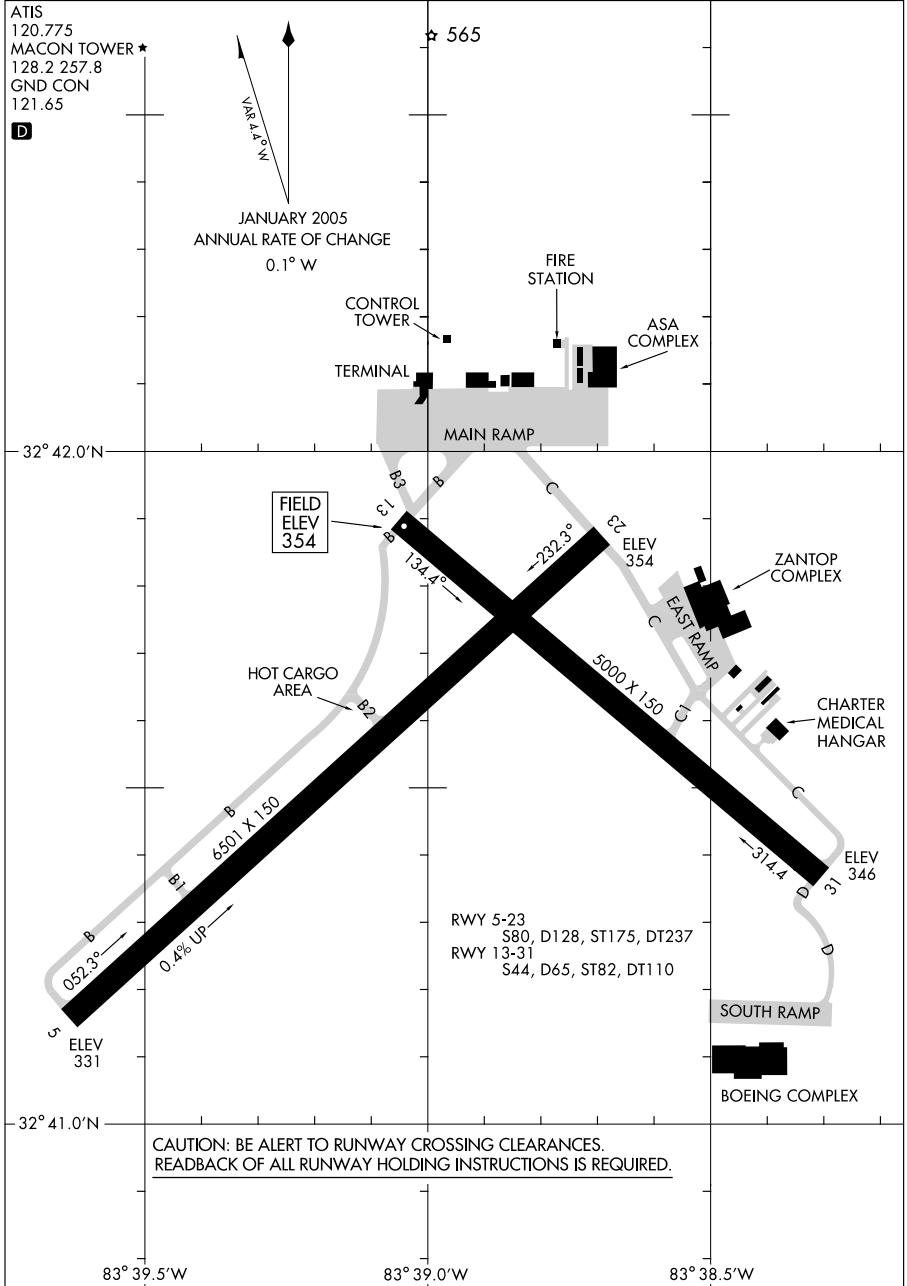 ATIS
120.775
MACON TOWER ★
128.2 257.8
GND CON
121.65
D
565
VAR 4.4° W
JANUARY 2005
ANNUAL RATE OF CHANGE
0.1° W
FIRE
STATION
CONTROL
TOWER
ASA
COMPLEX
TERMINAL
MAIN RAMP
32° 42.0'N
B3
B
C
13
FIELD
ELEV
354
B
134.4°
232.3°
23
ELEV
354
ZANTOP
COMPLEX
EAST RAMP
C
HOT CARGO
AREA
B2
5000 X 150
C1
CHARTER
MEDICAL
HANGAR
C
B
6501 X 150
B1
314.4
ELEV
346
D
31
B
052.3°
0.4% UP
RWY 5-23
S80, D128, ST175, DT237
RWY 13-31
S44, D65, ST82, DT110
D
SOUTH RAMP
5
ELEV
331
BOEING COMPLEX
32° 41.0'N
CAUTION: BE ALERT TO RUNWAY CROSSING CLEARANCES.
READBACK OF ALL RUNWAY HOLDING INSTRUCTIONS IS REQUIRED.
83° 39.5'W
83° 39.0'W
83° 38.5'W